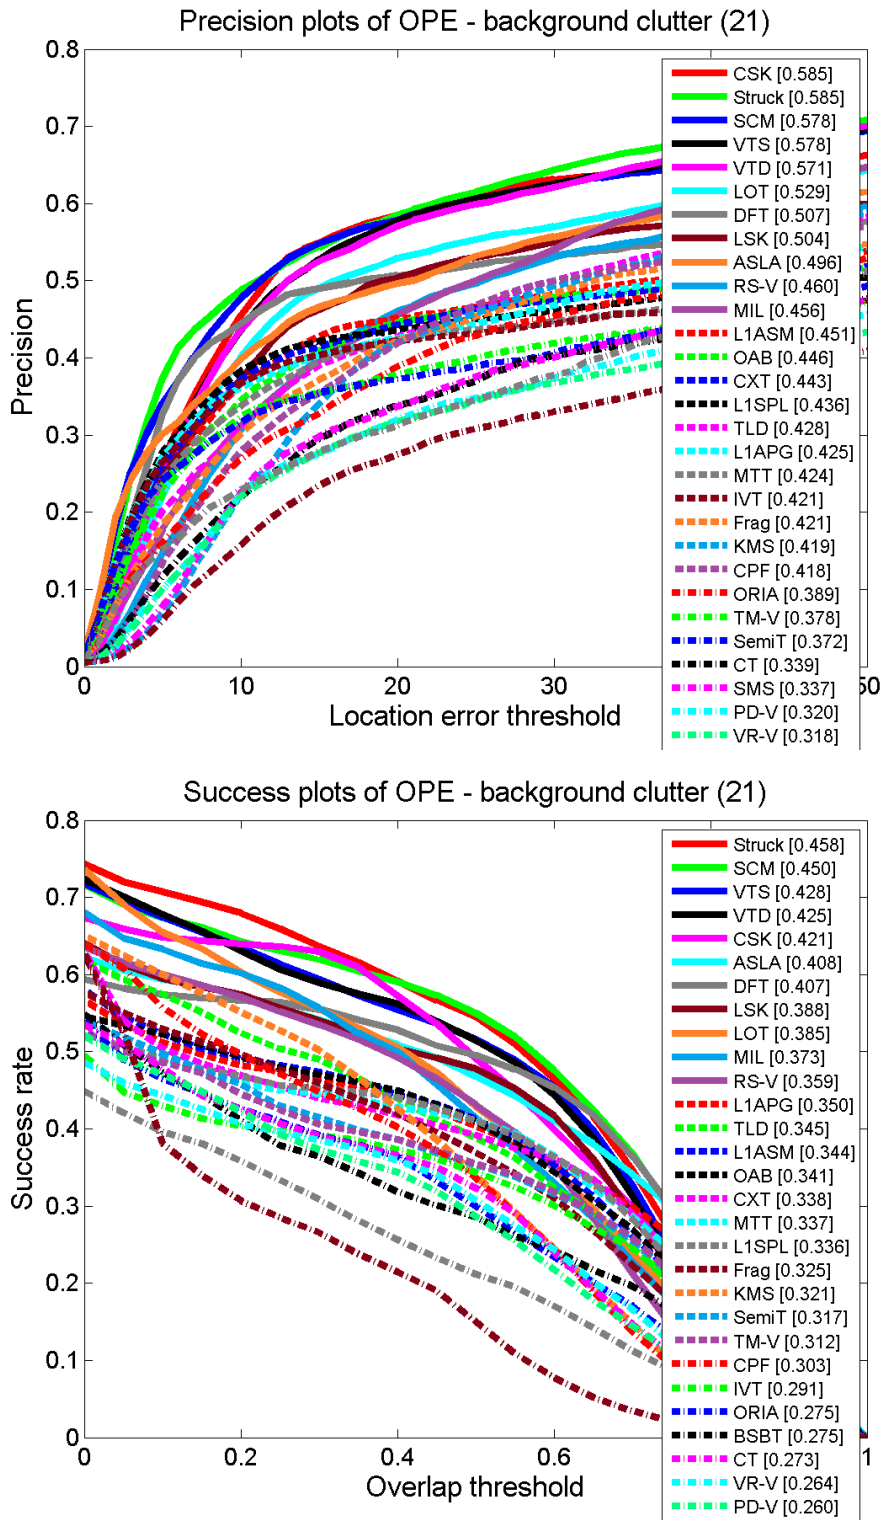 Precision plots of OPE - background clutter (21)
0.8
0.7
0.6
0.5
0.4
0.3
0.2
0.1
0
Precision
0
10
20
30
50
Location error threshold
CSK [0.585]
Struck [0.585]
SCM [0.578]
VTS [0.578]
VTD [0.571]
LOT [0.529]
DFT [0.507]
LSK [0.504]
ASLA [0.496]
RS-V [0.460]
MIL [0.456]
L1ASM [0.451]
OAB [0.446]
CXT [0.443]
L1SPL [0.436]
TLD [0.428]
L1APG [0.425]
MTT [0.424]
IVT [0.421]
Frag [0.421]
KMS [0.419]
CPF [0.418]
ORIA [0.389]
TM-V [0.378]
SemiT [0.372]
CT [0.339]
SMS [0.337]
PD-V [0.320]
VR-V [0.318]
Success plots of OPE - background clutter (21)
0.8
0.7
0.6
0.5
0.4
0.3
0.2
0.1
0
Success rate
0
0.2
0.4
0.6
1
Overlap threshold
Struck [0.458]
SCM [0.450]
VTS [0.428]
VTD [0.425]
CSK [0.421]
ASLA [0.408]
DFT [0.407]
LSK [0.388]
LOT [0.385]
MIL [0.373]
RS-V [0.359]
L1APG [0.350]
TLD [0.345]
L1ASM [0.344]
OAB [0.341]
CXT [0.338]
MTT [0.337]
L1SPL [0.336]
Frag [0.325]
KMS [0.321]
SemiT [0.317]
TM-V [0.312]
CPF [0.303]
IVT [0.291]
ORIA [0.275]
BSBT [0.275]
CT [0.273]
VR-V [0.264]
PD-V [0.260]